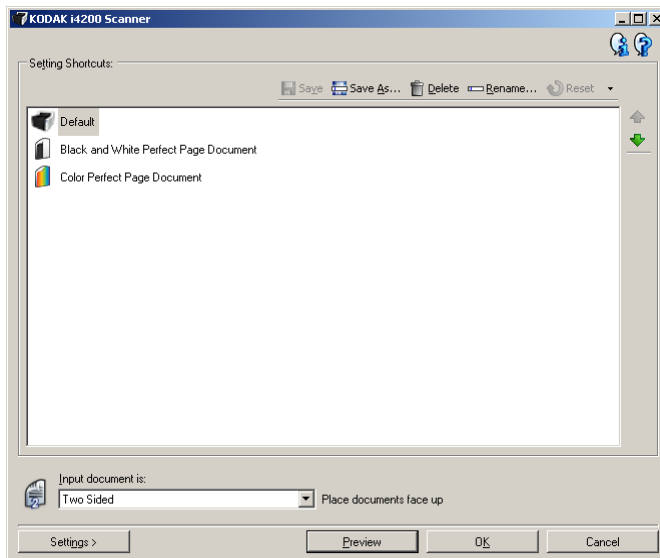 KODAK i4200 Scanner
Setting Shortcuts:
Save Save As... Delete Rename... Reset
Default
Black and White Perfect Page Document
Color Perfect Page Document
Input document is:
Two Sided Place documents face up
Settings > Preview OK Cancel